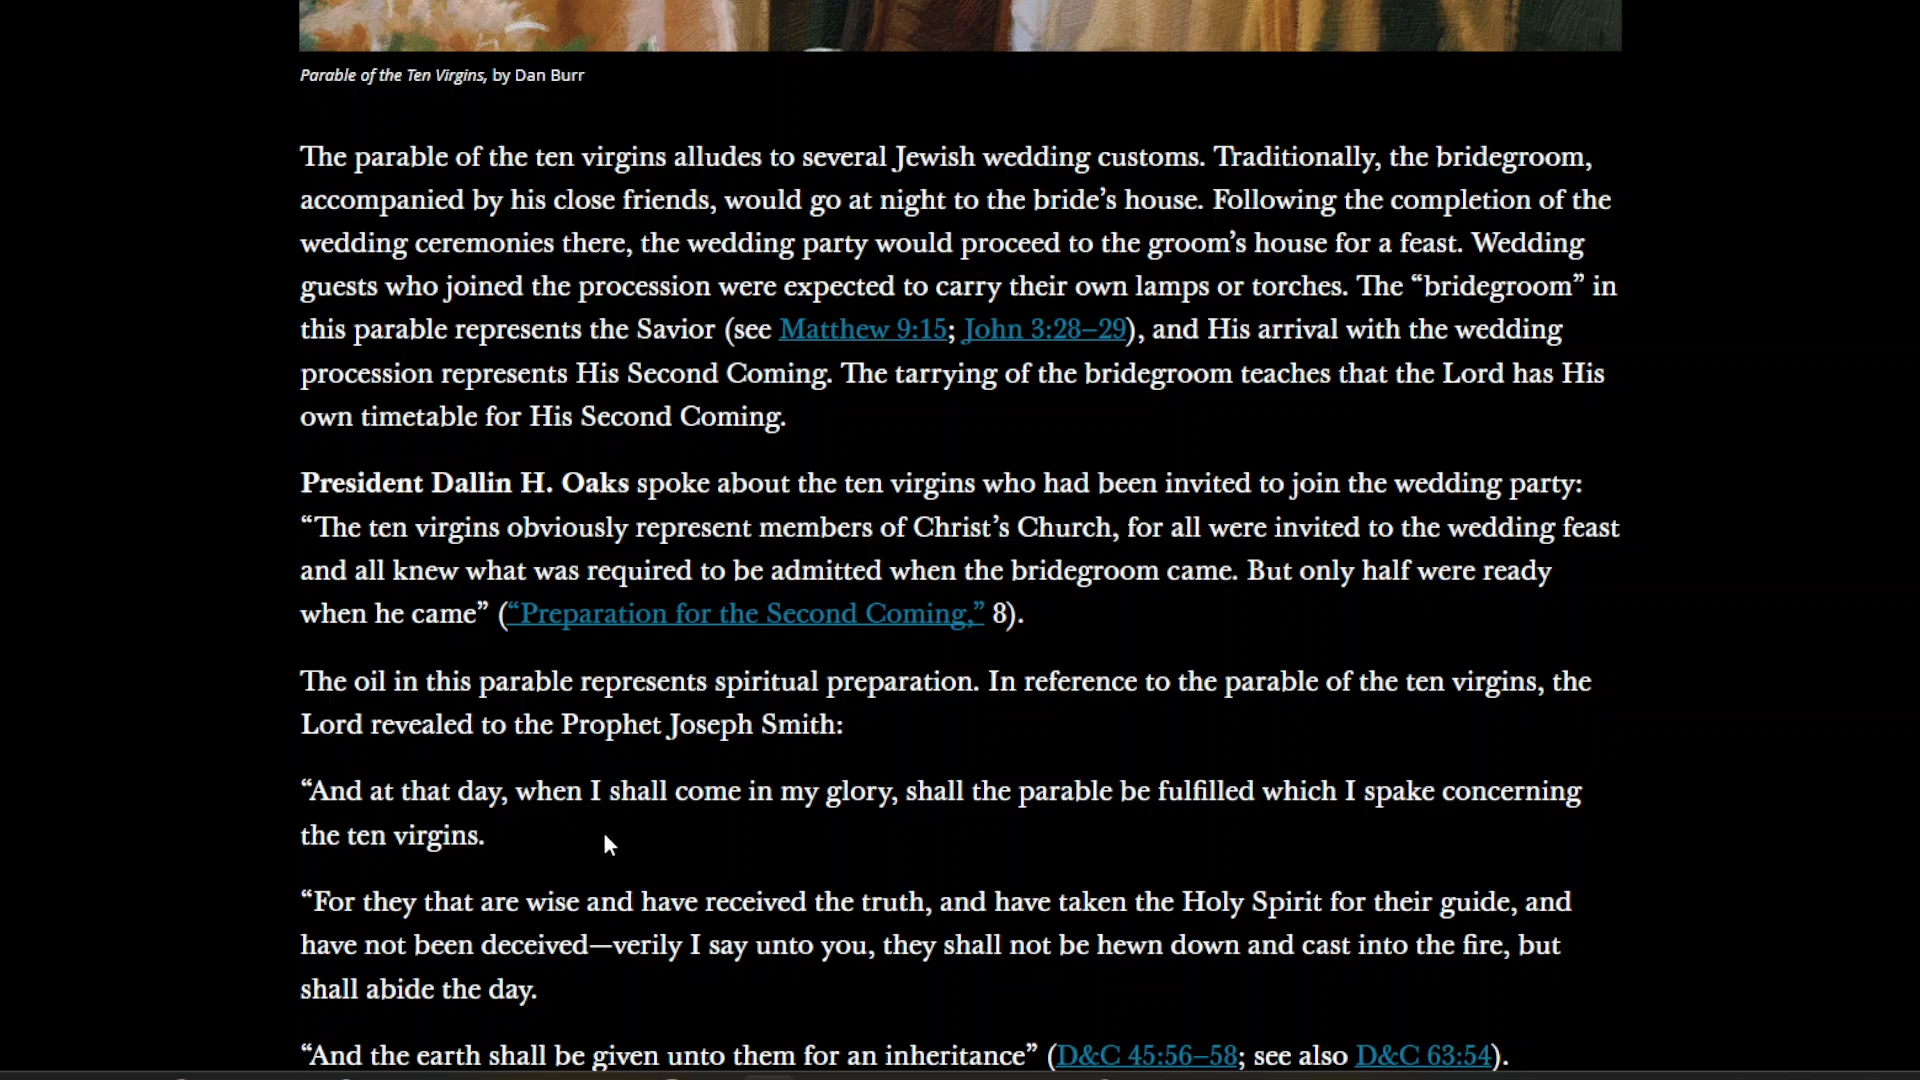 Parable of the Ten Virgins, by Dan Burr
The parable of the ten virgins alludes to several Jewish wedding customs. Traditionally, the bridegroom,
accompanied by his close friends, would go at night to the bride’s house. Following the completion of the
wedding ceremonies there, the wedding party would proceed to the groom’s house for a feast. Wedding
guests who joined the procession were expected to carry their own lamps or torches. The “bridegroom” in
this parable represents the Savior (see Matthew 9:15; John 3:28–29), and His arrival with the wedding
procession represents His Second Coming. The tarrying of the bridegroom teaches that the Lord has His
own timetable for His Second Coming.
President Dallin H. Oaks spoke about the ten virgins who had been invited to join the wedding party:
“The ten virgins obviously represent members of Christ’s Church, for all were invited to the wedding feast
and all knew what was required to be admitted when the bridegroom came. But only half were ready
when he came” (“Preparation for the Second Coming,” 8).
The oil in this parable represents spiritual preparation. In reference to the parable of the ten virgins, the
Lord revealed to the Prophet Joseph Smith:
“And at that day, when I shall come in my glory, shall the parable be fulfilled which I spake concerning
the ten virgins.
“For they that are wise and have received the truth, and have taken the Holy Spirit for their guide, and
have not been deceived—verily I say unto you, they shall not be hewn down and cast into the fire, but
shall abide the day.
“And the earth shall be given unto them for an inheritance” (D&C 45:56–58; see also D&C 63:54).